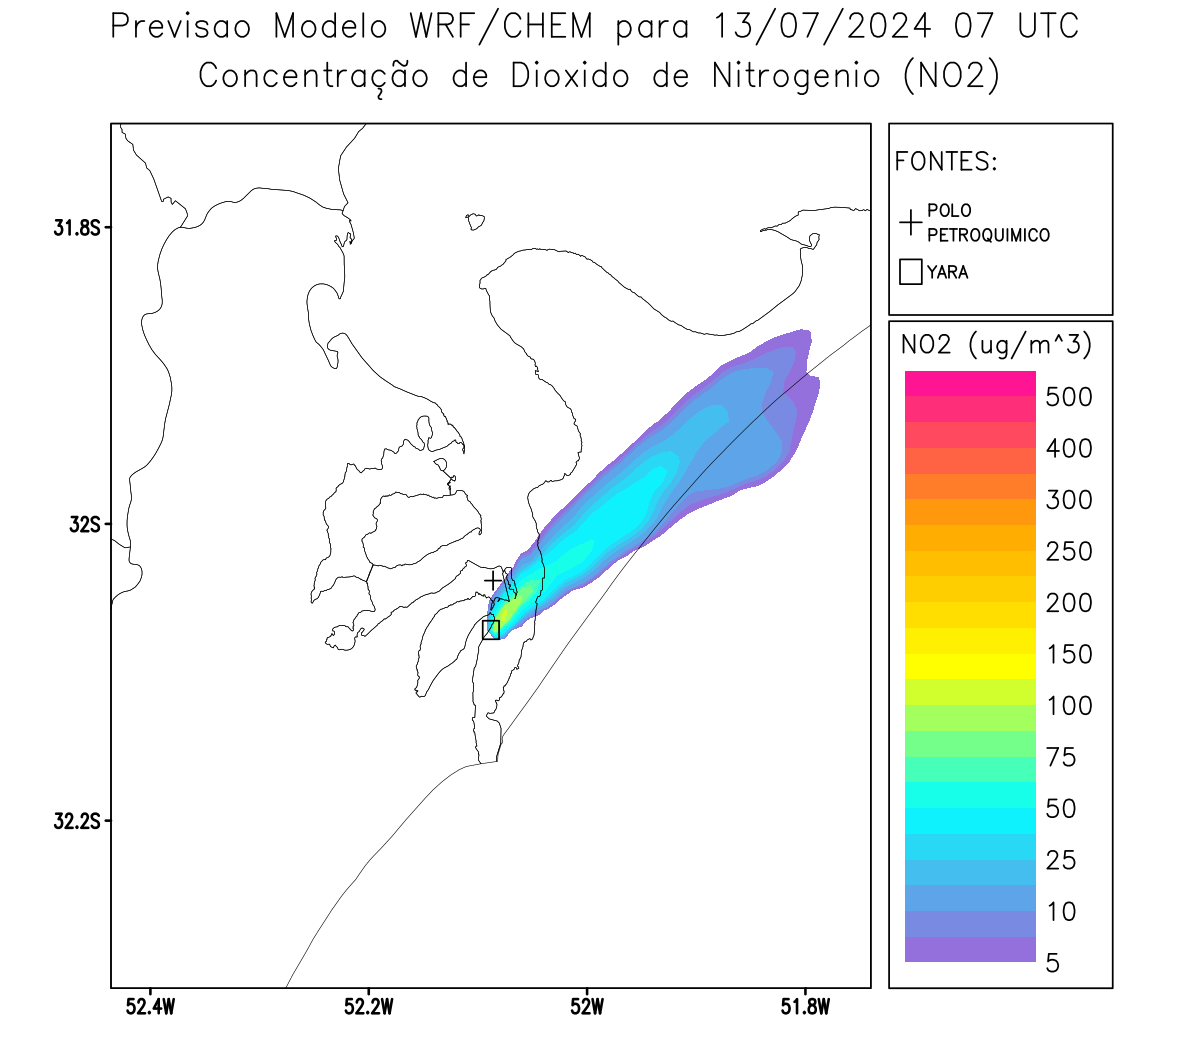 Previsao Modelo WRF/CHEM para 13/07/2024 07 UTC
Concentração de Dioxido de Nitrogenio (NO2)
FONTES:
POLO
PETROQUIMICO
YARA
NO2 (ug/m^3)
500
400
300
250
200
150
100
75
50
25
10
5
31.8S
32S
32.2S
52.4W
52.2W
52W
51.8W